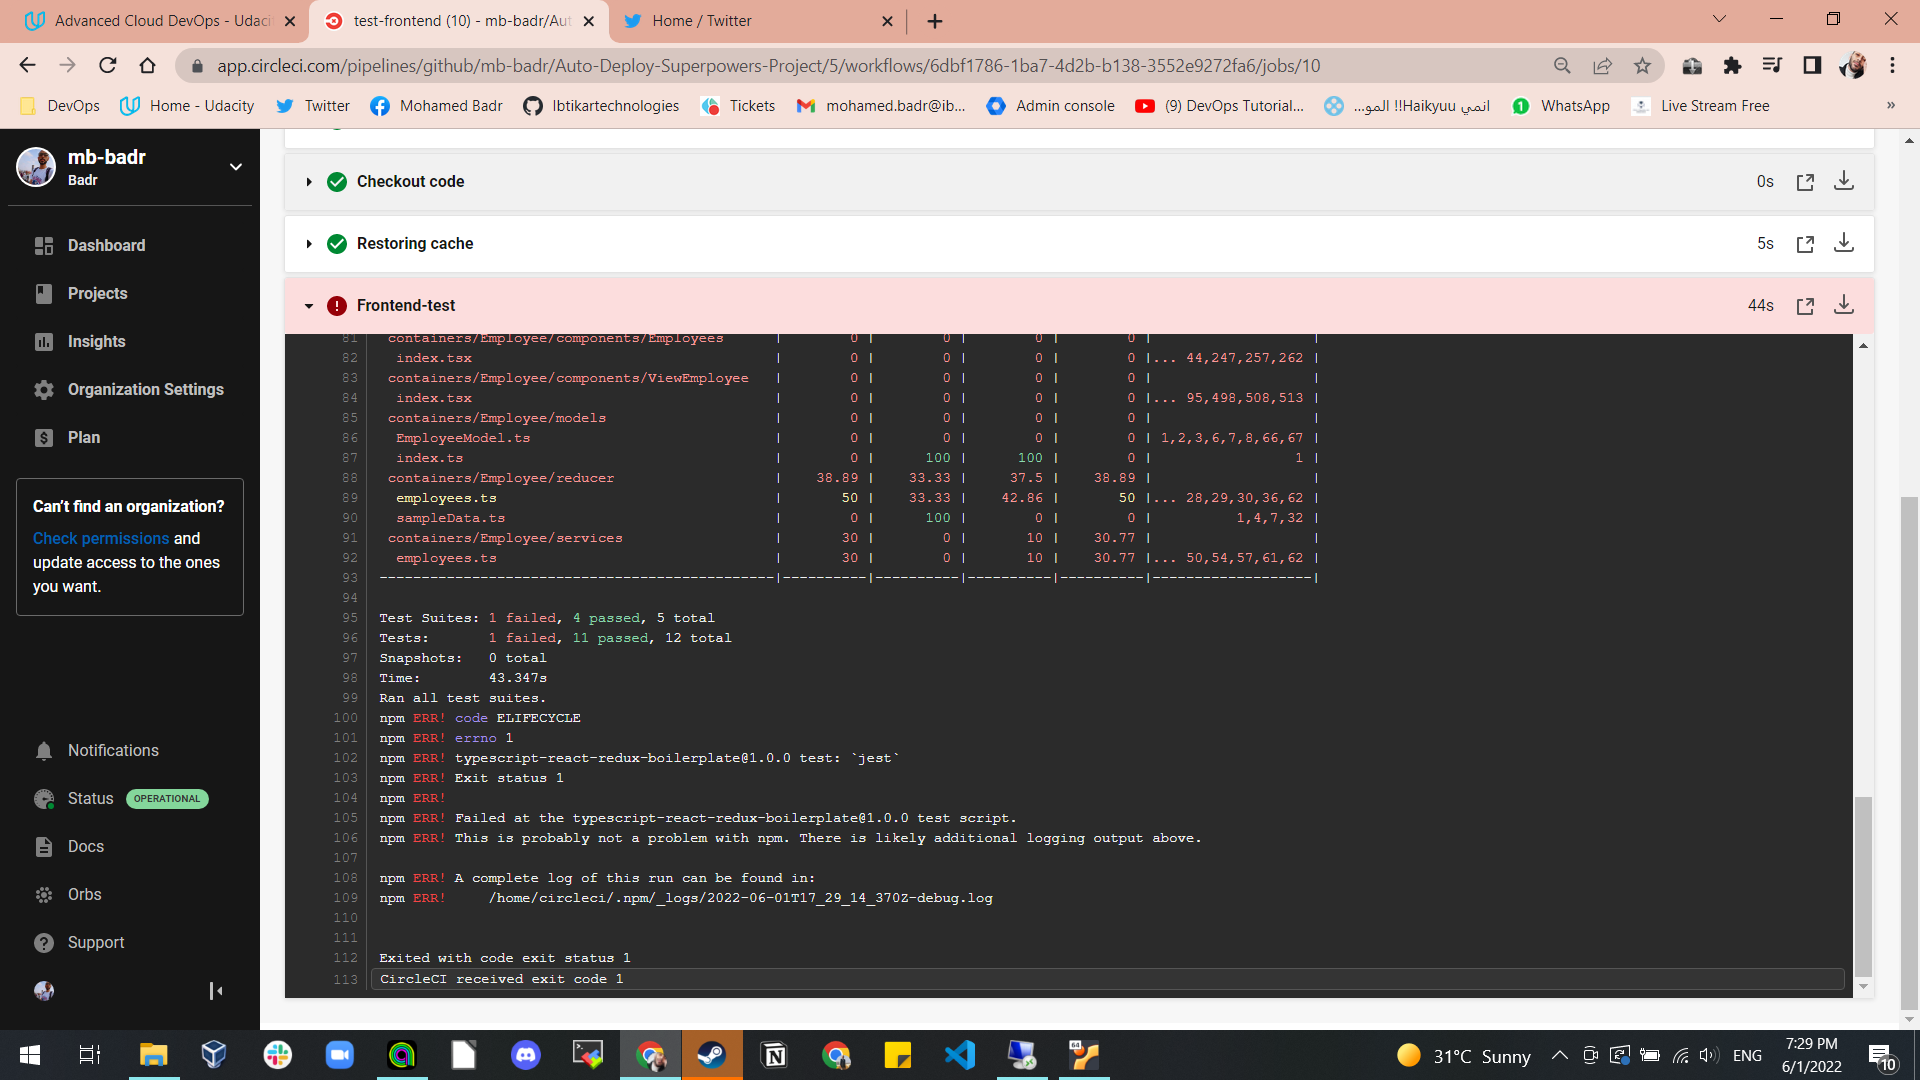 Advanced Cloud DevOps - Udaci
test-frontend (10) - mb-badr/Aut
Home / Twitter
app.circleci.com/pipelines/github/mb-badr/Auto-Deploy-Superpowers-Project/5/workflows/6dbf1786-1ba7-4d2b-b138-3552e9272fa6/jobs/10
DevOps
Home - Udacity
Twitter
Mohamed Badr
Ibtikartechnologies
Tickets
mohamed.badr@ib...
Admin console
(9) DevOps Tutorial...
انمي Haikyuu!! المو...
1
WhatsApp
Live Stream Free
»
mb-badr
Badr
Dashboard
Projects
Insights
Organization Settings
Plan
Can't find an organization?
Check permissions and
update access to the ones
you want.
Notifications
Status OPERATIONAL
Docs
Orbs
Support
Checkout code 0s
Restoring cache 5s
Frontend-test 44s
81 containers/Employee/components/Employees | 0 | 0 | 0 | 0 | |
82 index.tsx | 0 | 0 | 0 | 0 |... 44,247,257,262 |
83 containers/Employee/components/ViewEmployee | 0 | 0 | 0 | 0 | |
84 index.tsx | 0 | 0 | 0 | 0 |... 95,498,508,513 |
85 containers/Employee/models | 0 | 0 | 0 | 0 | |
86 EmployeeModel.ts | 0 | 0 | 0 | 0 | 1,2,3,6,7,8,66,67 |
87 index.ts | 0 | 100 | 100 | 0 | 1 |
88 containers/Employee/reducer | 38.89 | 33.33 | 37.5 | 38.89 | |
89 employees.ts | 50 | 33.33 | 42.86 | 50 |... 28,29,30,36,62 |
90 sampleData.ts | 0 | 100 | 0 | 0 | 1,4,7,32 |
91 containers/Employee/services | 30 | 0 | 10 | 30.77 | |
92 employees.ts | 30 | 0 | 10 | 30.77 |... 50,54,57,61,62 |
93 -----------------------------------------------|----------|----------|----------|----------|-------------------|
94
95 Test Suites: 1 failed, 4 passed, 5 total
96 Tests: 1 failed, 11 passed, 12 total
97 Snapshots: 0 total
98 Time: 43.347s
99 Ran all test suites.
100 npm ERR! code ELIFECYCLE
101 npm ERR! errno 1
102 npm ERR! typescript-react-redux-boilerplate@1.0.0 test: `jest`
103 npm ERR! Exit status 1
104 npm ERR!
105 npm ERR! Failed at the typescript-react-redux-boilerplate@1.0.0 test script.
106 npm ERR! This is probably not a problem with npm. There is likely additional logging output above.
107
108 npm ERR! A complete log of this run can be found in:
109 npm ERR! /home/circleci/.npm/_logs/2022-06-01T17_29_14_370Z-debug.log
110
111
112 Exited with code exit status 1
113 CircleCI received exit code 1
31°C Sunny
ENG
7:29 PM
6/1/2022
10